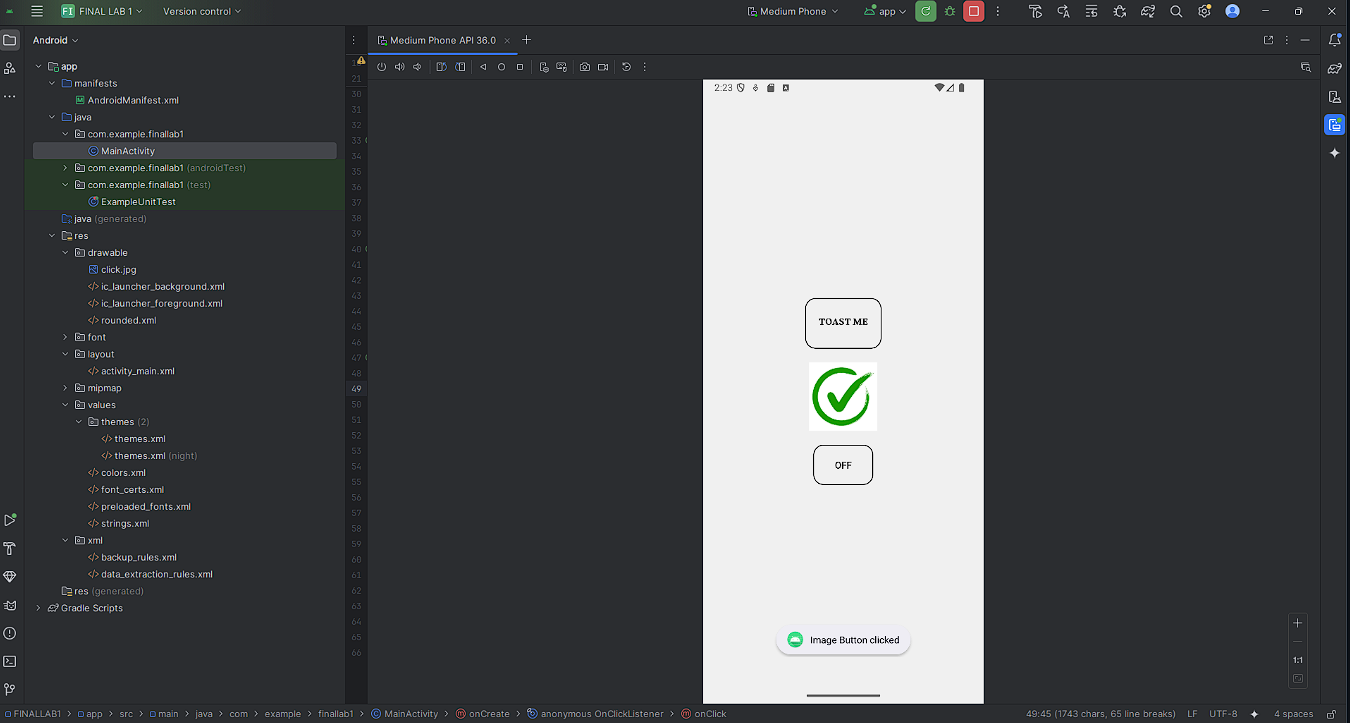 FI FINAL LAB 1 Version control Medium Phone app
Android Medium Phone API 36.0
app
manifests
AndroidManifest.xml
java
com.example.finallab1
MainActivity
com.example.finallab1 (androidTest)
com.example.finallab1 (test)
ExampleUnitTest
java (generated)
res
drawable
click.jpg
ic_launcher_background.xml
ic_launcher_foreground.xml
rounded.xml
font
layout
activity_main.xml
mipmap
values
themes (2)
themes.xml
themes.xml (night)
colors.xml
font_certs.xml
preloaded_fonts.xml
strings.xml
xml
backup_rules.xml
data_extraction_rules.xml
res (generated)
Gradle Scripts
21
30
31
32
33
34
35
36
37
38
39
40
41
42
43
44
45
46
47
48
49
50
51
52
53
54
55
56
57
58
59
60
61
62
63
64
65
66
2:23
TOAST ME
OFF
Image Button clicked
1:1
FINALLAB1 > app > src > main > java > com > example > finallab1 > MainActivity > onCreate > anonymous OnClickListener > onClick
49:45 (1743 chars, 65 line breaks) LF UTF-8 4 spaces